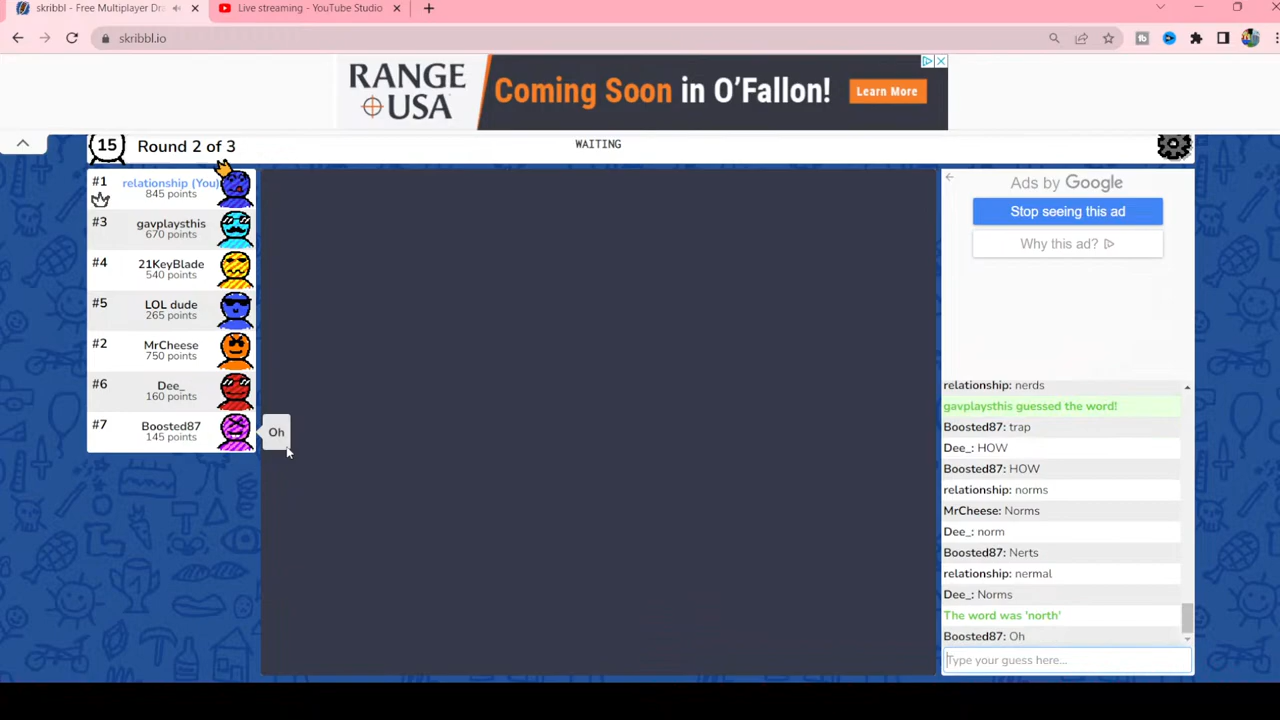 skribbl - Free Multiplayer Dra
Live streaming - YouTube Studio
skribbl.io
RANGE
USA
Coming Soon in O'Fallon!
Learn More
15
Round 2 of 3
WAITING
#1
relationship (You)
845 points
#3
gavplaysthis
670 points
#4
21KeyBlade
540 points
#5
LOL dude
265 points
#2
MrCheese
750 points
#6
Dee_
160 points
#7
Boosted87
145 points
Oh
Ads by Google
Stop seeing this ad
Why this ad?
relationship: nerds
gavplaysthis guessed the word!
Boosted87: trap
Dee_: HOW
Boosted87: HOW
relationship: norms
MrCheese: Norms
Dee_: norm
Boosted87: Nerts
relationship: nermal
Dee_: Norms
The word was 'north'
Boosted87: Oh
Type your guess here...